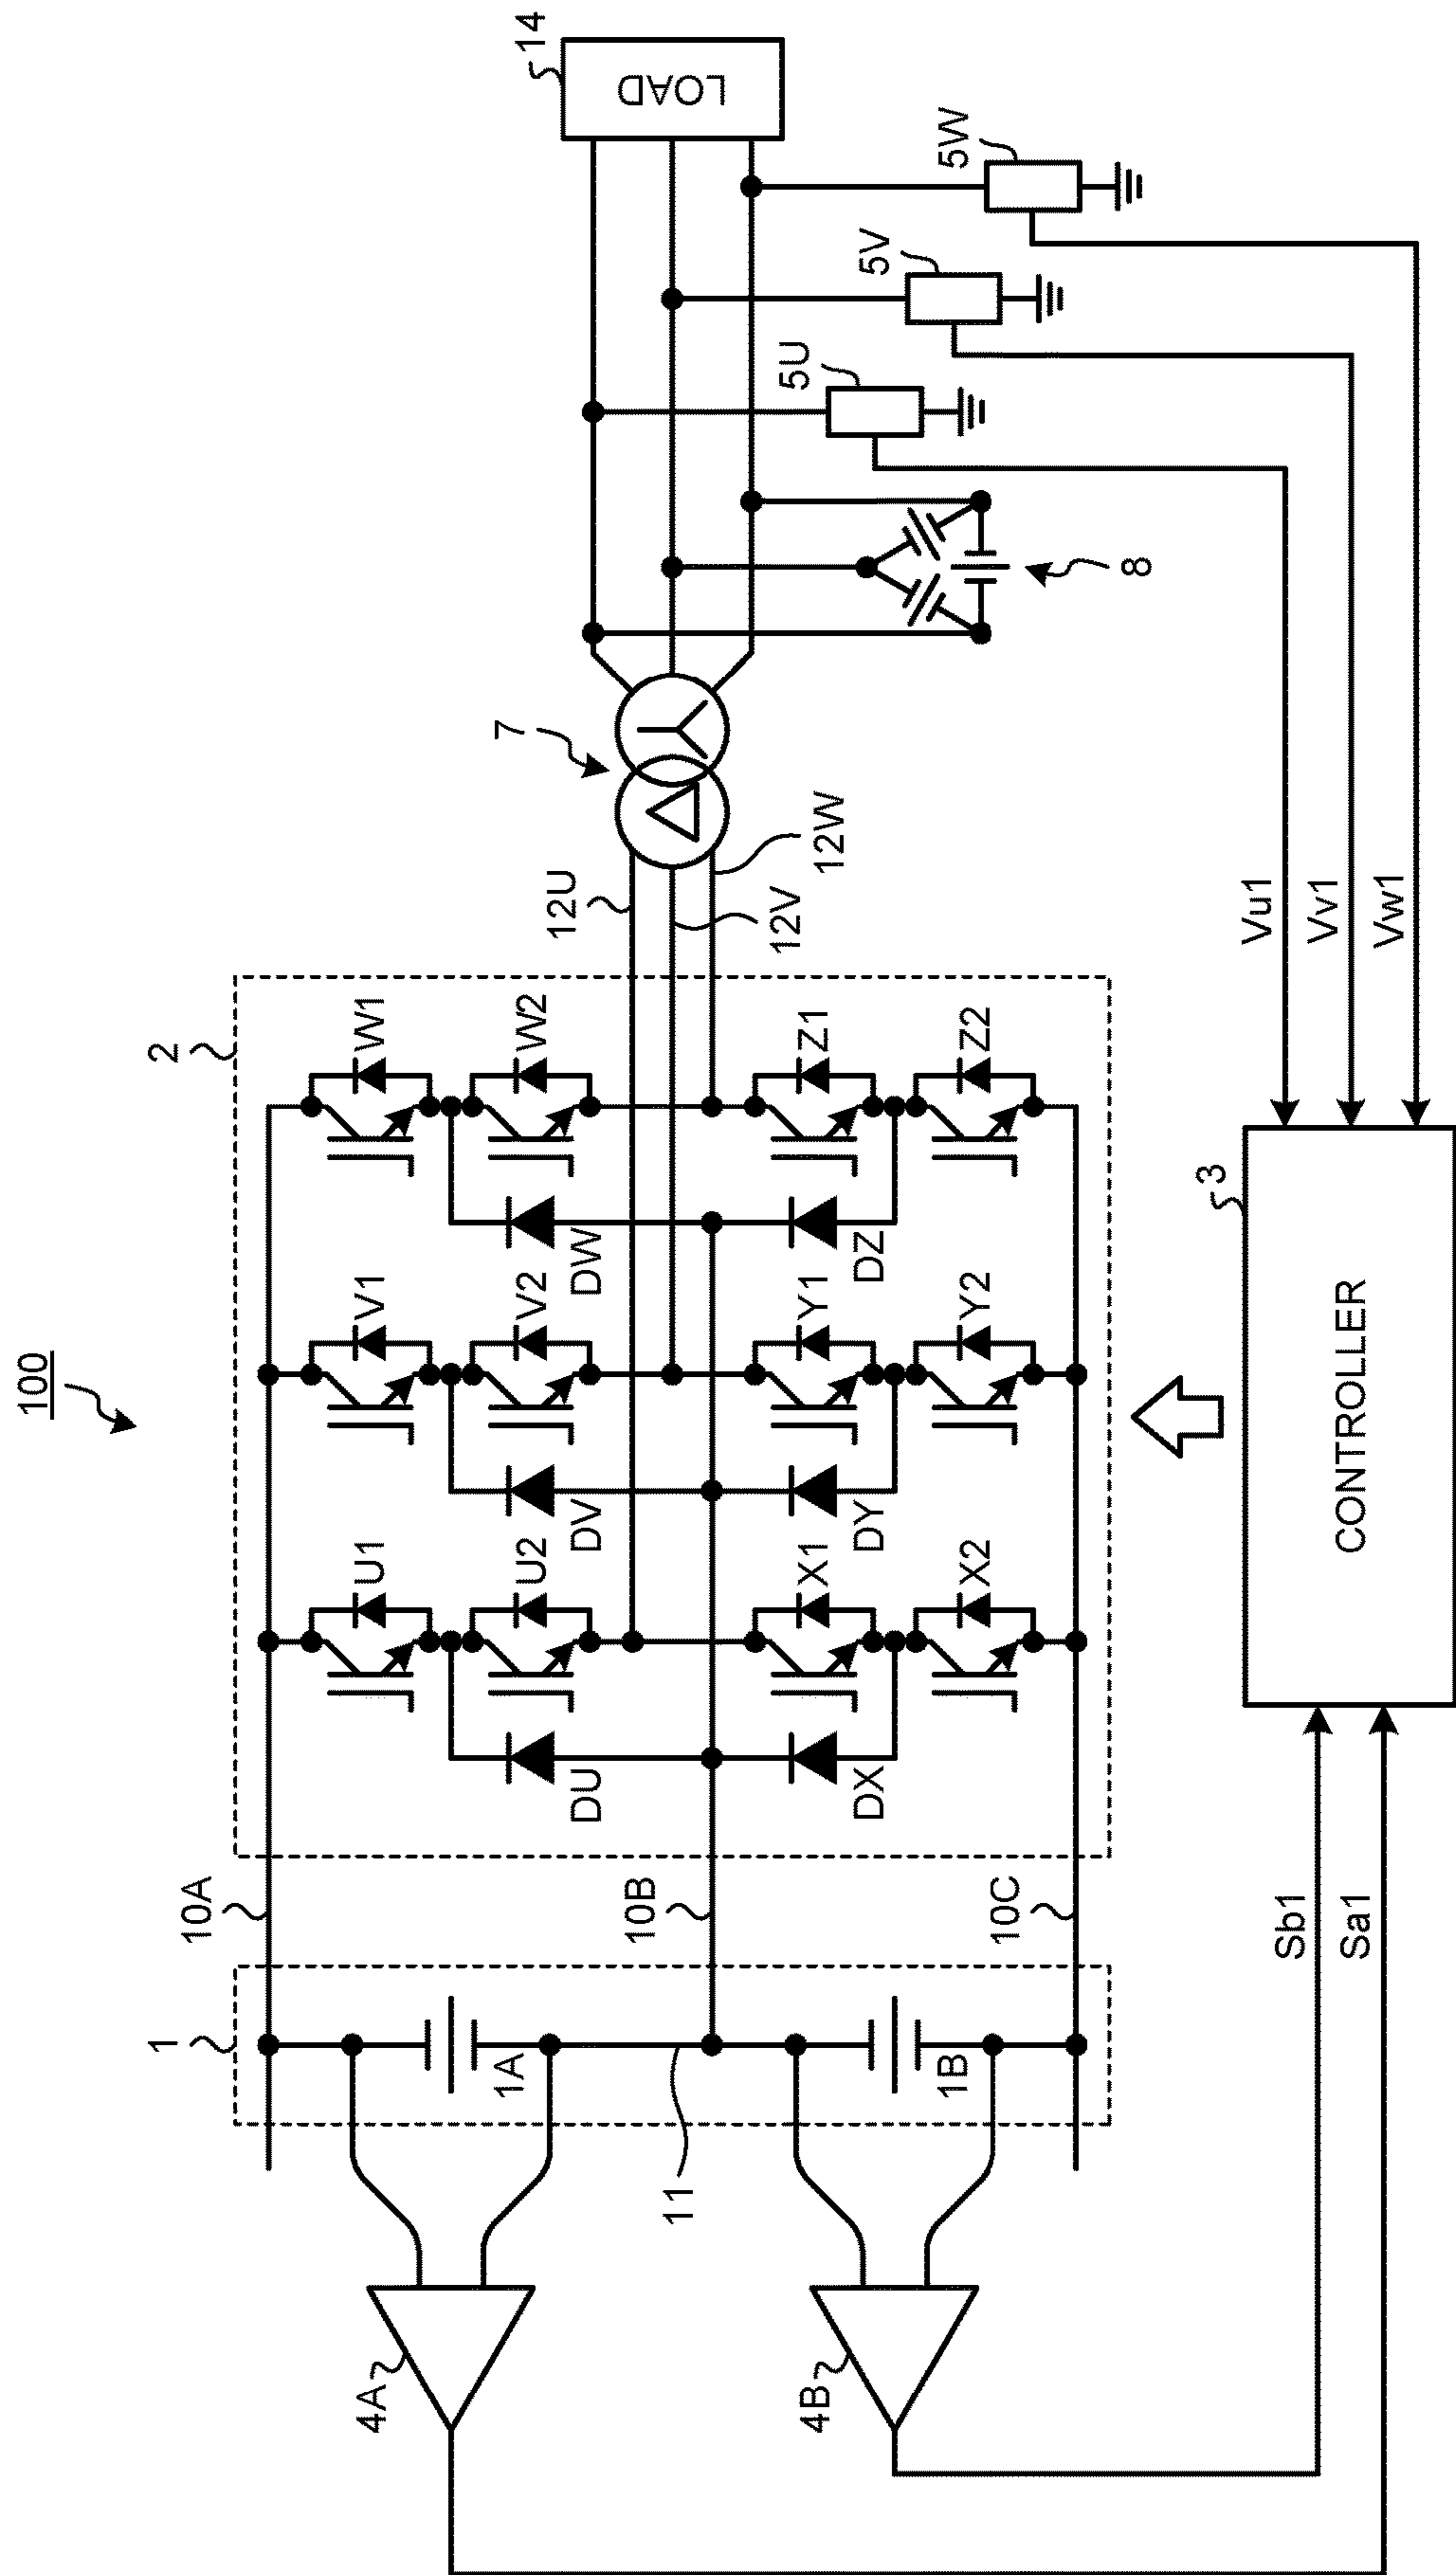 100
1
10A
2
4A
1A
U1
V1
W1
U2
V2
W2
DU
DV
DW
12U
7
14
LOAD
11
10B
12V
12W
4B
1B
DX
DY
DZ
X1
Y1
Z1
X2
Y2
Z2
10C
5U
5V
5W
8
Sb1
Sa1
3
CONTROLLER
Vu1
Vv1
Vw1